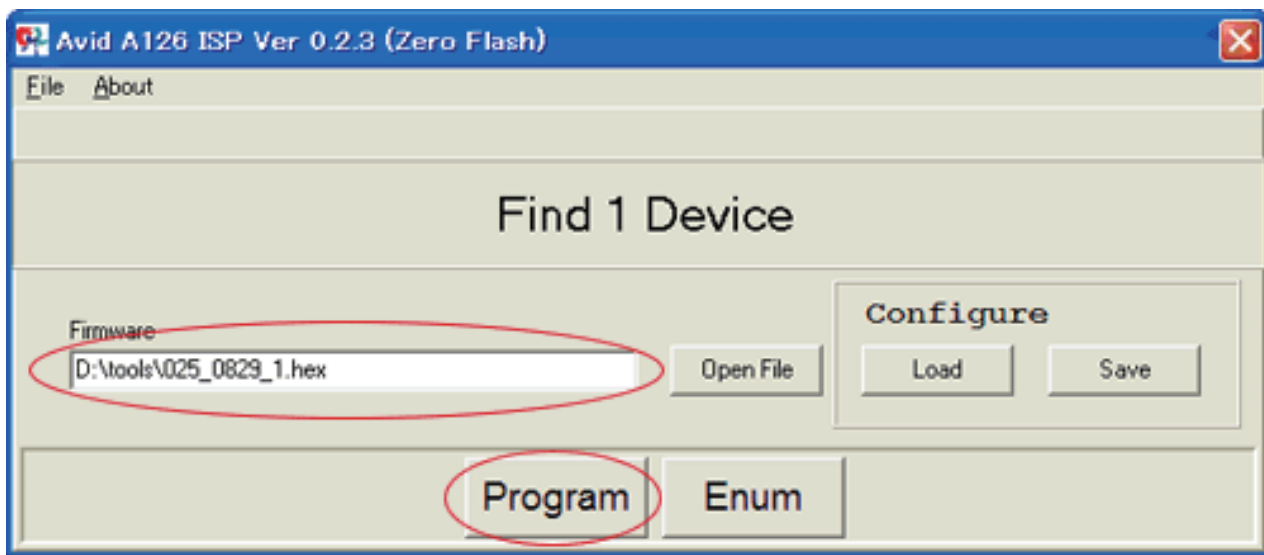 Avid A126 ISP Ver 0.2.3 (Zero Flash)
File About
Find 1 Device
Configure
Firmware
D:\tools\025_0829_1.hex
Open File
Load
Save
Program
Enum